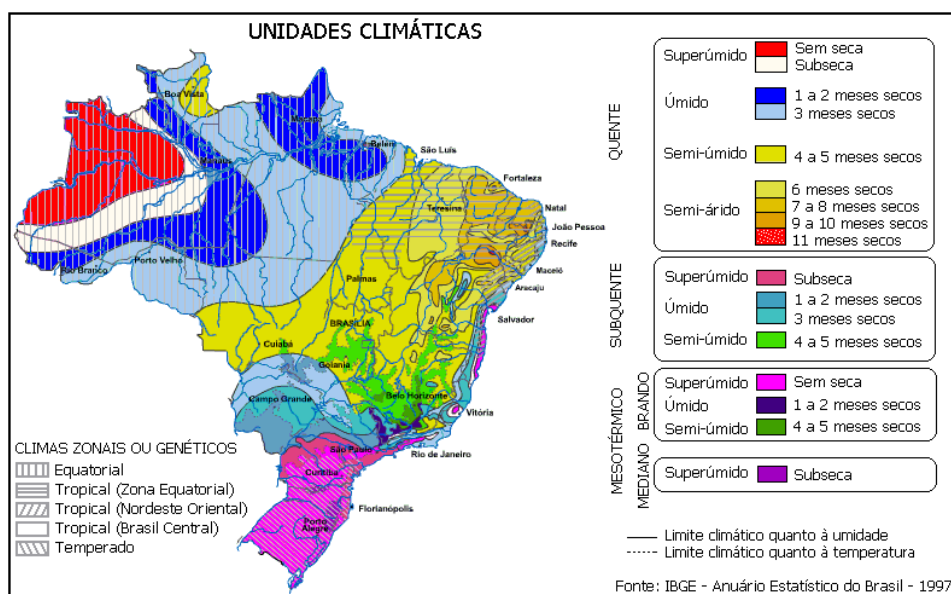 UNIDADES CLIMÁTICAS
Boa Vista
Macapá
Belém
Manaus
São Luís
Fortaleza
Teresina
Natal
João Pessoa
Recife
Porto Velho
Rio Branco
Maceió
Palmas
Aracaju
Salvador
BRASÍLIA
Cuiabá
Goiania
Campo Grande
Belo Horizonte
Vitória
São Paulo
Rio de Janeiro
Curitiba
Florianópolis
Porto
Alegre
CLIMAS ZONAIS OU GENÉTICOS
Equatorial
Tropical (Zona Equatorial)
Tropical (Nordeste Oriental)
Tropical (Brasil Central)
Temperado
QUENTE
Superúmido Sem seca
Subseca
Úmido 1 a 2 meses secos
3 meses secos
Semi-úmido 4 a 5 meses secos
6 meses secos
Semi-árido 7 a 8 meses secos
9 a 10 meses secos
11 meses secos
SUBQUENTE
Superúmido Subseca
Úmido 1 a 2 meses secos
3 meses secos
Semi-úmido 4 a 5 meses secos
MESOTÉRMICO
BRANDO
Superúmido Sem seca
Úmido 1 a 2 meses secos
Semi-úmido 4 a 5 meses secos
MEDIANO
Superúmido Subseca
Limite climático quanto à umidade
Limite climático quanto à temperatura
Fonte: IBGE - Anuário Estatístico do Brasil - 1997